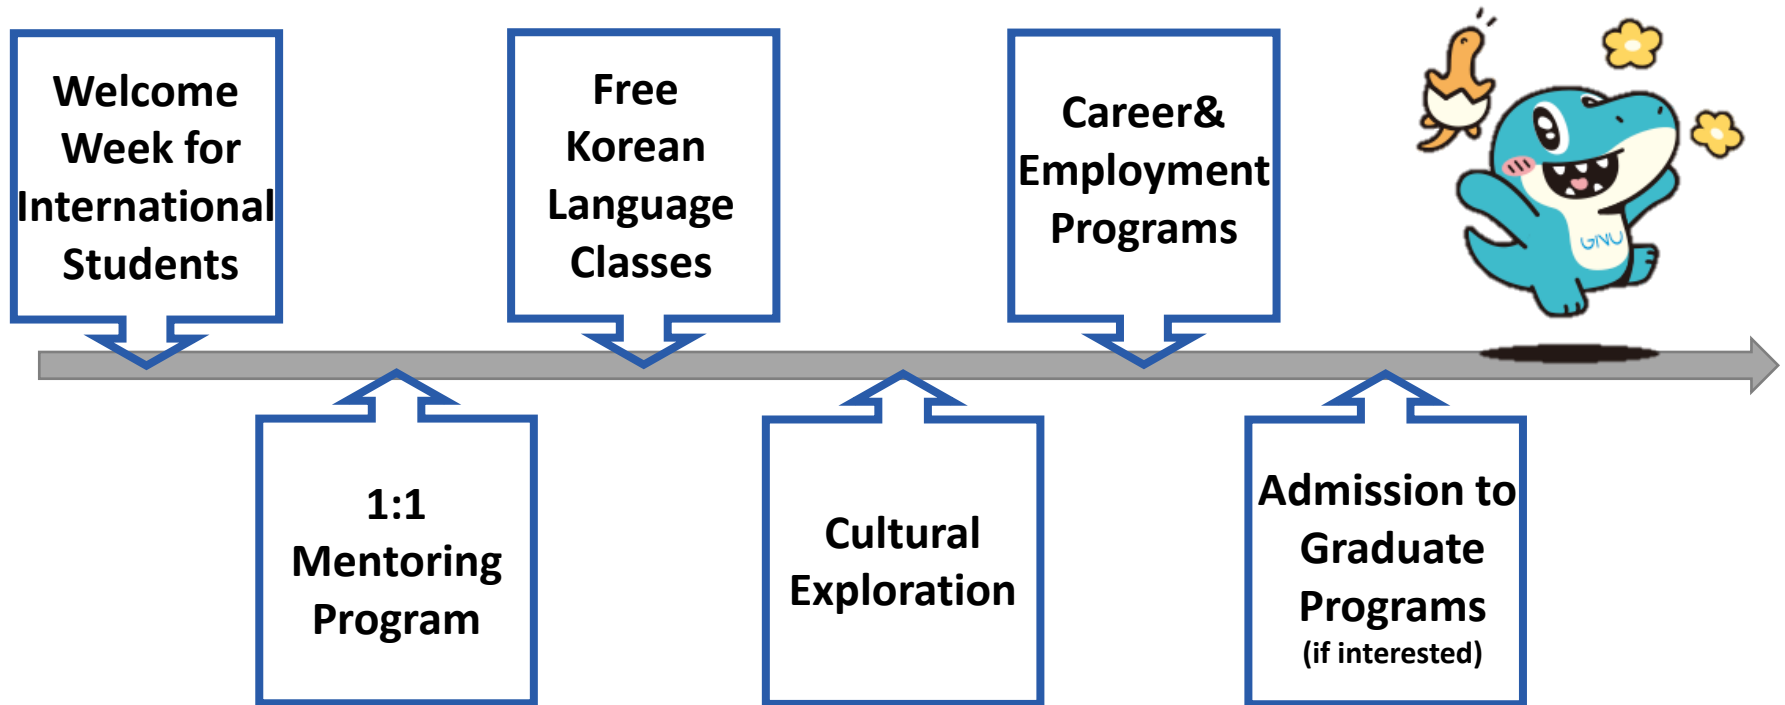 Welcome
Week for
International
Students
1:1
Mentoring
Program
Free
Korean
Language
Classes
Cultural
Exploration
Career&
Employment
Programs
Admission to
Graduate
Programs
(if interested)
GNU